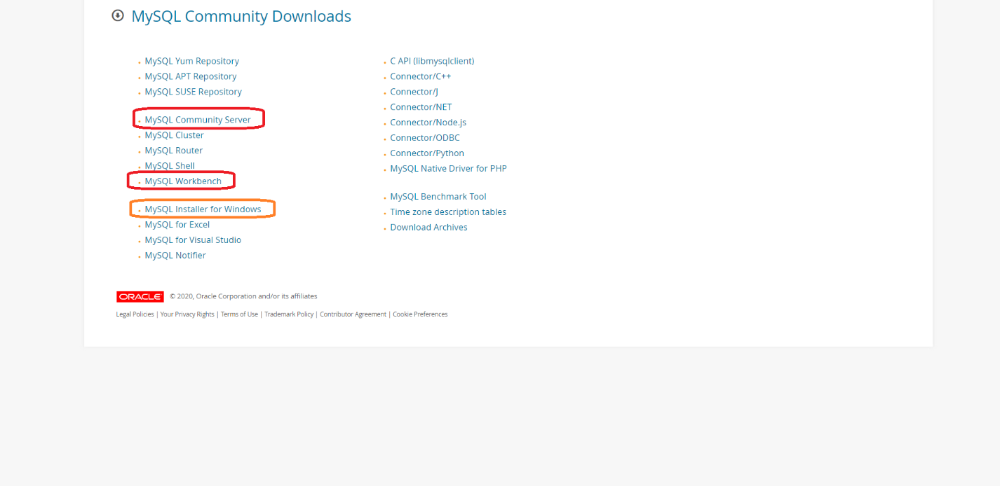 MySQL Community Downloads
MySQL Yum Repository
MySQL APT Repository
MySQL SUSE Repository
MySQL Community Server
MySQL Cluster
MySQL Router
MySQL Shell
MySQL Workbench
MySQL Installer for Windows
MySQL for Excel
MySQL for Visual Studio
MySQL Notifier
C API (libmysqlclient)
Connector/C++
Connector/J
Connector/NET
Connector/Node.js
Connector/ODBC
Connector/Python
MySQL Native Driver for PHP
MySQL Benchmark Tool
Time zone description tables
Download Archives
ORACLE © 2020, Oracle Corporation and/or its affiliates
Legal Policies | Your Privacy Rights | Terms of Use | Trademark Policy | Contributor Agreement | Cookie Preferences